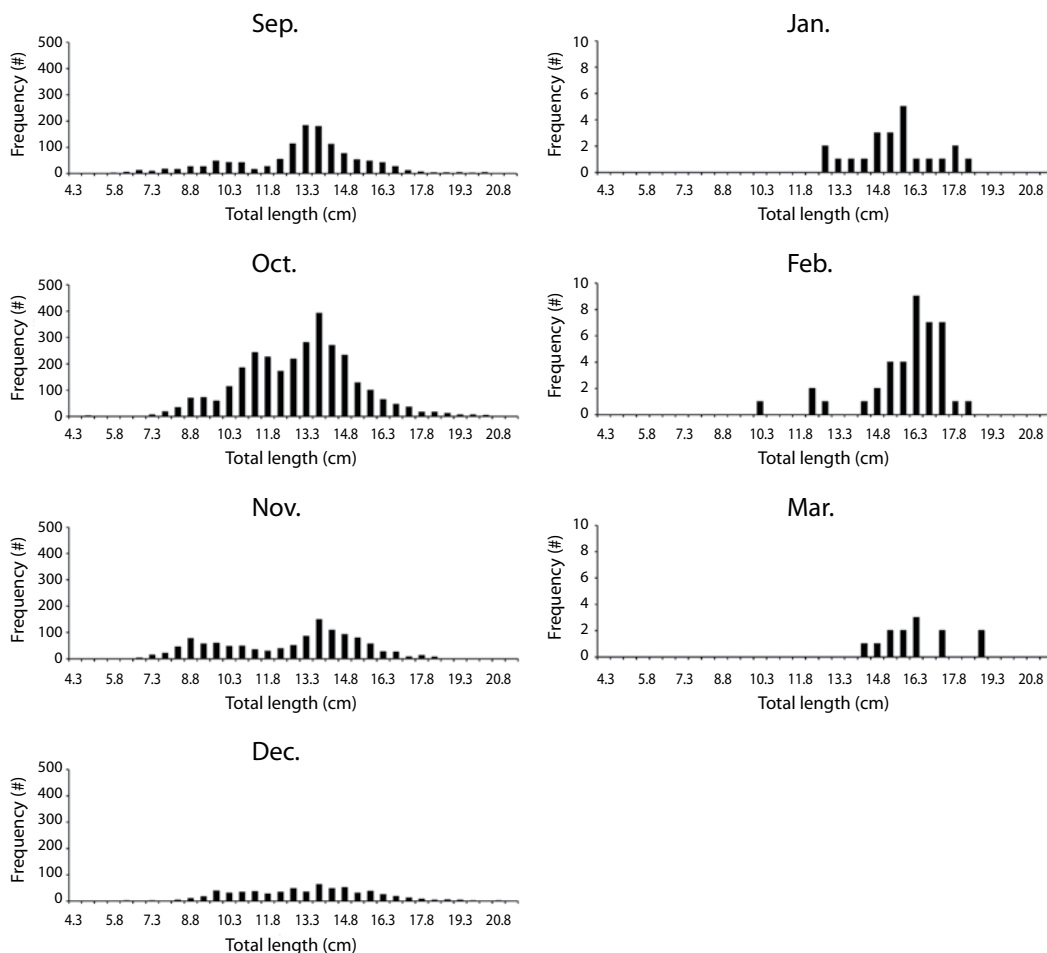 Sep.
Frequency (#)
500
400
300
200
100
0
4.3 5.8 7.3 8.8 10.3 11.8 13.3 14.8 16.3 17.8 19.3 20.8
Total length (cm)
Jan.
Frequency (#)
10
8
6
4
2
0
4.3 5.8 7.3 8.8 10.3 11.8 13.3 14.8 16.3 17.8 19.3 20.8
Total length (cm)
Oct.
Frequency (#)
500
400
300
200
100
0
4.3 5.8 7.3 8.8 10.3 11.8 13.3 14.8 16.3 17.8 19.3 20.8
Total length (cm)
Feb.
Frequency (#)
10
8
6
4
2
0
4.3 5.8 7.3 8.8 10.3 11.8 13.3 14.8 16.3 17.8 19.3 20.8
Total length (cm)
Nov.
Frequency (#)
500
400
300
200
100
0
4.3 5.8 7.3 8.8 10.3 11.8 13.3 14.8 16.3 17.8 19.3 20.8
Total length (cm)
Mar.
Frequency (#)
10
8
6
4
2
0
4.3 5.8 7.3 8.8 10.3 11.8 13.3 14.8 16.3 17.8 19.3 20.8
Total length (cm)
Dec.
Frequency (#)
500
400
300
200
100
0
4.3 5.8 7.3 8.8 10.3 11.8 13.3 14.8 16.3 17.8 19.3 20.8
Total length (cm)